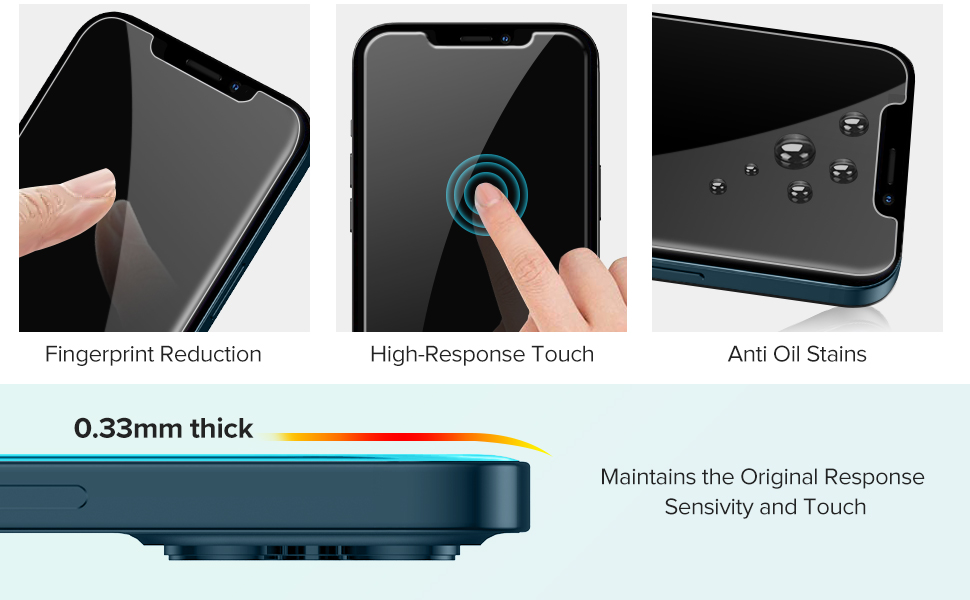 Fingerprint Reduction
High-Response Touch
Anti Oil Stains
0.33mm thick
Maintains the Original Response
Sensivity and Touch